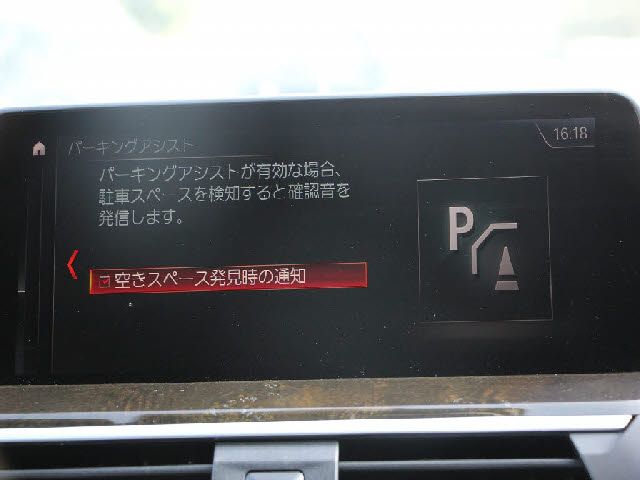 パーキングアシスト
16:18
パーキングアシストが有効な場合、
駐車スペースを検知すると確認音を
発信します。
空きスペース発見時の通知
P